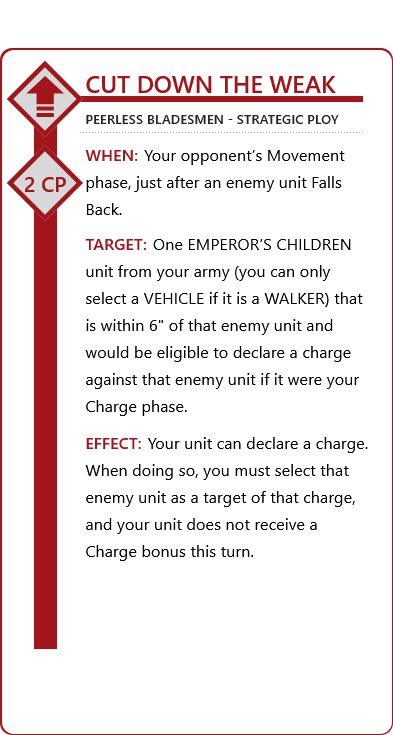 CUT DOWN THE WEAK
PEERLESS BLADESMEN - STRATEGIC PLOY
2 CP
WHEN: Your opponent's Movement
phase, just after an enemy unit Falls
Back.
TARGET: One EMPEROR'S CHILDREN
unit from your army (you can only
select a VEHICLE if it is a WALKER) that
is within 6" of that enemy unit and
would be eligible to declare a charge
against that enemy unit if it were your
Charge phase.
EFFECT: Your unit can declare a charge.
When doing so, you must select that
enemy unit as a target of that charge,
and your unit does not receive a
Charge bonus this turn.